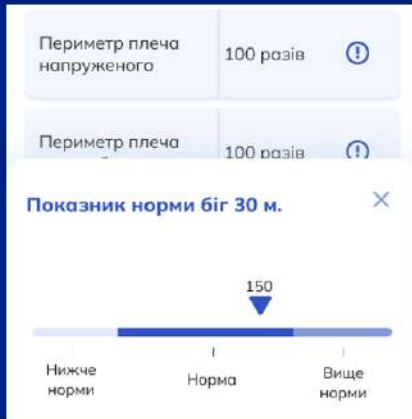 Периметр плеча
напруженого
100 разів
Периметр плеча
100 разів
Показник норми біг 30 м.
150
Нижче
норми
Норма
Вище
норми